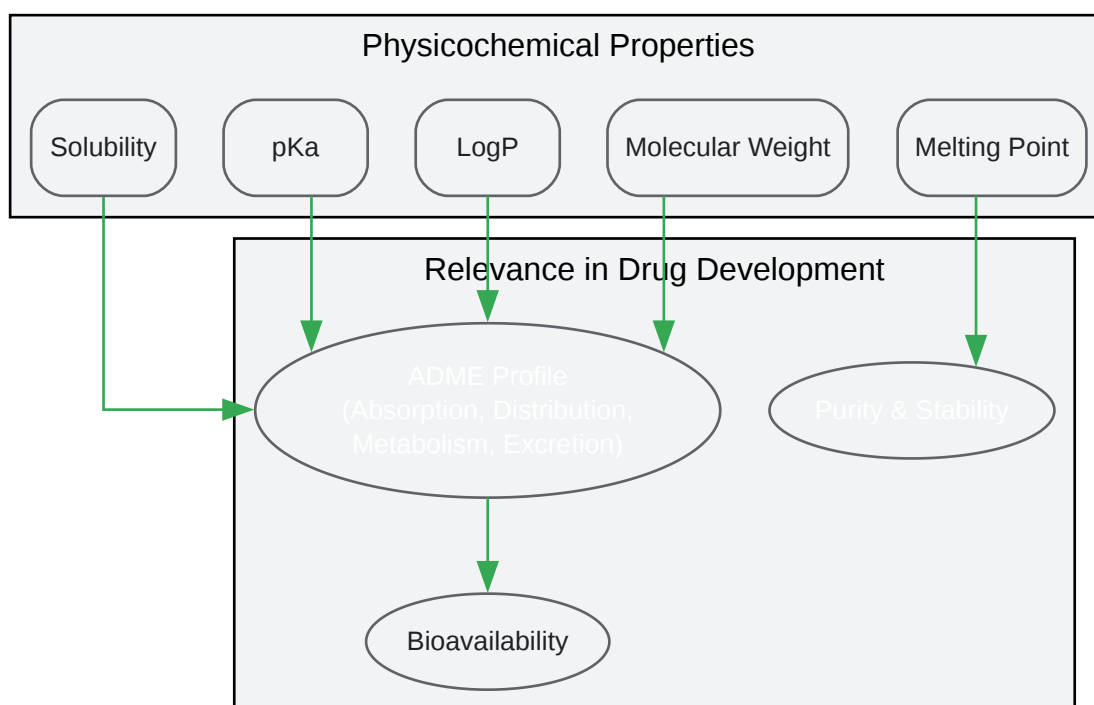 Physicochemical Properties
Solubility
pKa
LogP
Molecular Weight
Melting Point
Relevance in Drug Development
ADME Profile
(Absorption, Distribution,
Metabolism, Excretion)
Purity & Stability
Bioavailability